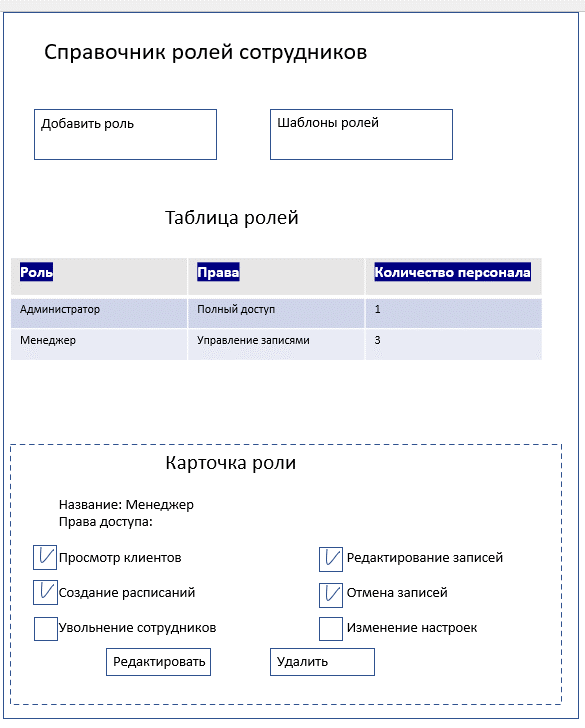 Справочник ролей сотрудников
Добавить роль Шаблоны ролей
Таблица ролей
Роль Права Количество персонала
Администратор Полный доступ 1
Менеджер Управление записями 3
Карточка роли
Название: Менеджер
Права доступа:
Просмотр клиентов Редактирование записей
Создание расписаний Отмена записей
Увольнение сотрудников Изменение настроек
Редактировать Удалить